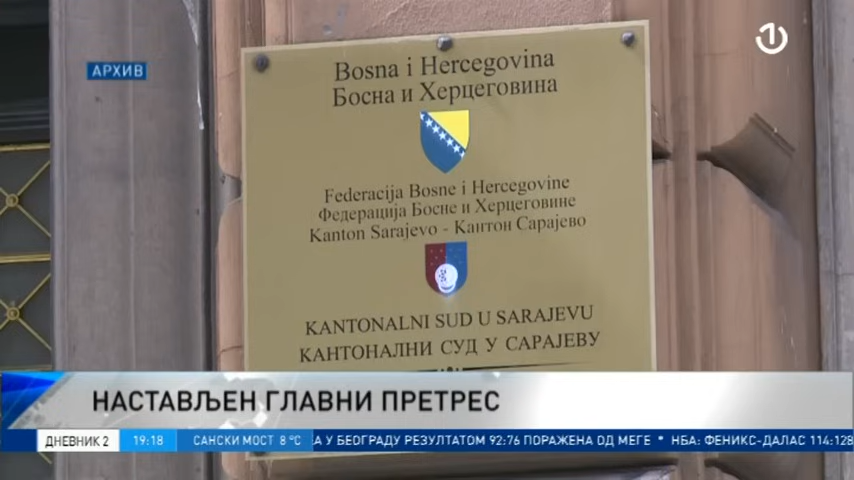 АРХИВ
Bosna i Hercegovina
Босна и Херцеговина
Federacija Bosne i Hercegovine
Федерација Босне и Херцеговине
Kanton Sarajevo - Кантон Сарајево
KANTONALNI SUD U SARAJEVU
КАНТОНАЛНИ СУД У САРАЈЕВУ
НАСТАВЉЕН ГЛАВНИ ПРЕТРЕС
ДНЕВНИК 2 19:18 САНСКИ МОСТ 8°C У БЕОГРАДУ РЕЗУЛТАТОМ 92:76 ПОРАЖЕНА ОД МЕГЕ * НБА: ФЕНИКС-ДАЛАС 114:128